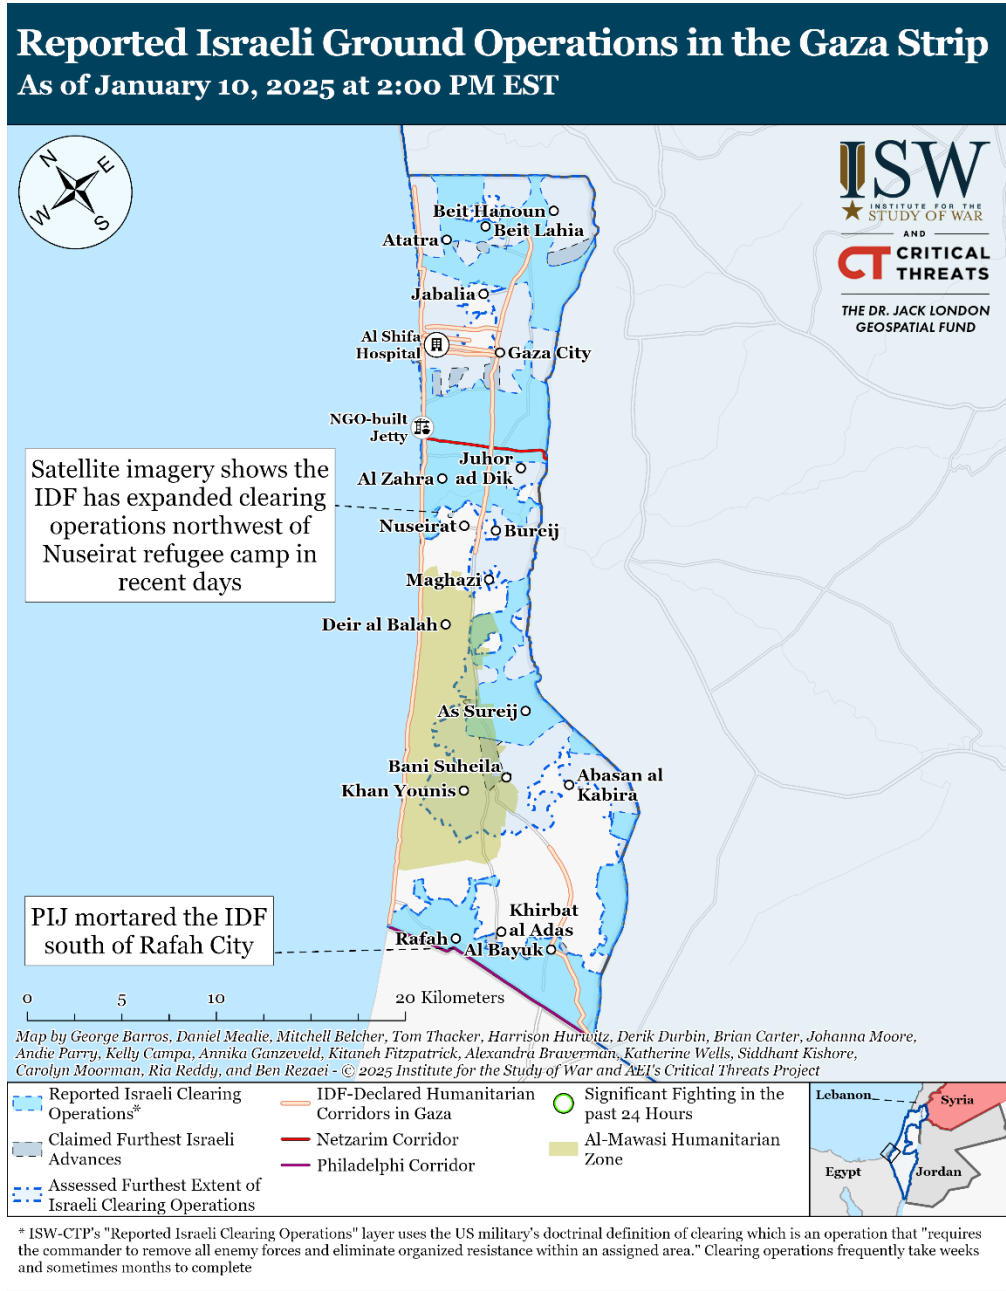 Reported Israeli Ground Operations in the Gaza Strip
As of January 10, 2025 at 2:00 PM EST
N
E
W
S
ISW
INSTITUTE FOR THE
STUDY OF WAR
AND
CT CRITICAL
THREATS
THE DR. JACK LONDON
GEOSPATIAL FUND
Beit Hanoun
Beit Lahia
Atatra
Jabalia
Al Shifa
Hospital
Gaza City
NGO-built
Jetty
Satellite imagery shows the
IDF has expanded clearing
operations northwest of
Nuseirat refugee camp in
recent days
Juhor
ad Dik
Al Zahra
Nuseirat
Bureij
Maghazi
Deir al Balah
As Sureij
Bani Suheila
Khan Younis
Abasan al
Kabira
PIJ mortared the IDF
south of Rafah City
Khirbat
al Adas
Rafah
Al Bayuk
0 5 10 20 Kilometers
Map by George Barros, Daniel Mealie, Mitchell Belcher, Tom Thacker, Harrison Hurwitz, Derik Durbin, Brian Carter, Johanna Moore,
Andie Parry, Kelly Campa, Annika Ganzeveld, Kitaneh Fitzpatrick, Alexandra Braverman, Katherine Wells, Siddhant Kishore,
Carolyn Moorman, Ria Reddy, and Ben Rezaei - © 2025 Institute for the Study of War and AEI's Critical Threats Project
Reported Israeli Clearing
Operations*
Claimed Furthest Israeli
Advances
Assessed Furthest Extent of
Israeli Clearing Operations
IDF-Declared Humanitarian
Corridors in Gaza
Netzarim Corridor
Philadelphi Corridor
Significant Fighting in the
past 24 Hours
Al-Mawasi Humanitarian
Zone
Lebanon
Syria
Egypt
Jordan
* ISW-CTP's "Reported Israeli Clearing Operations" layer uses the US military's doctrinal definition of clearing which is an operation that "requires
the commander to remove all enemy forces and eliminate organized resistance within an assigned area." Clearing operations frequently take weeks
and sometimes months to complete